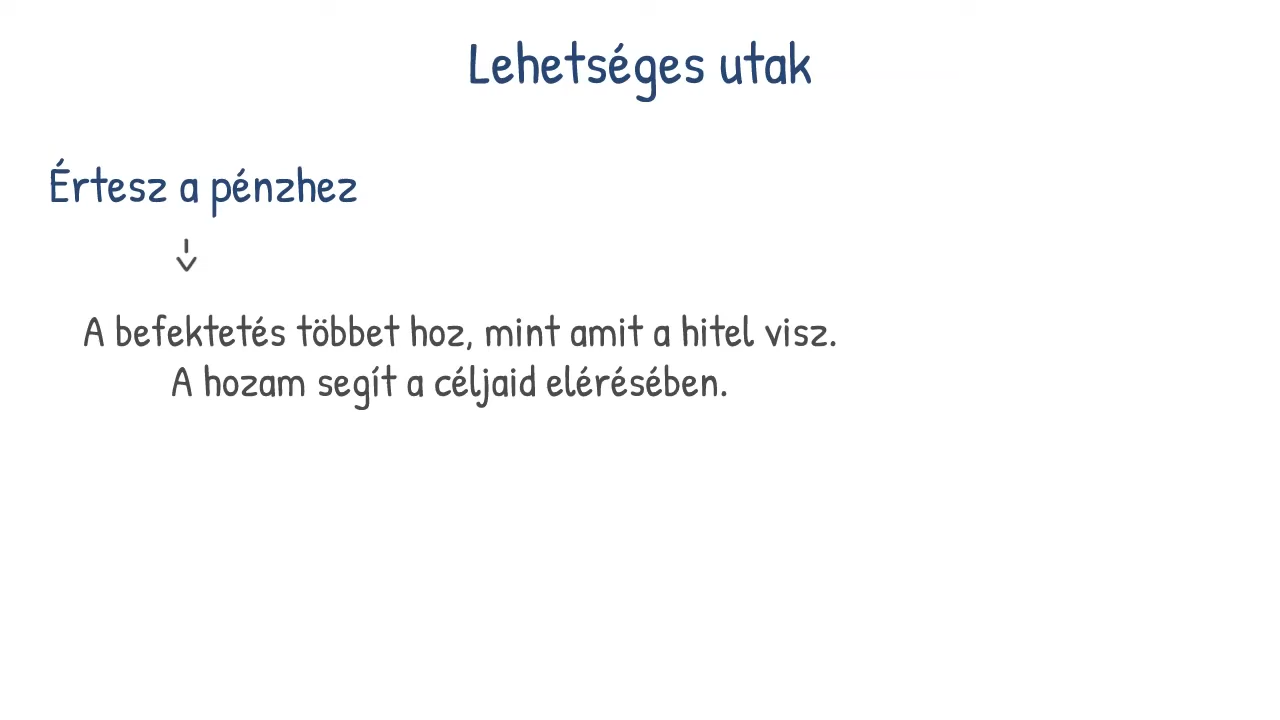 Lehetséges utak
Értesz a pénzhez
A befektetés többet hoz, mint amit a hitel visz.
A hozam segít a céljaid elérésében.